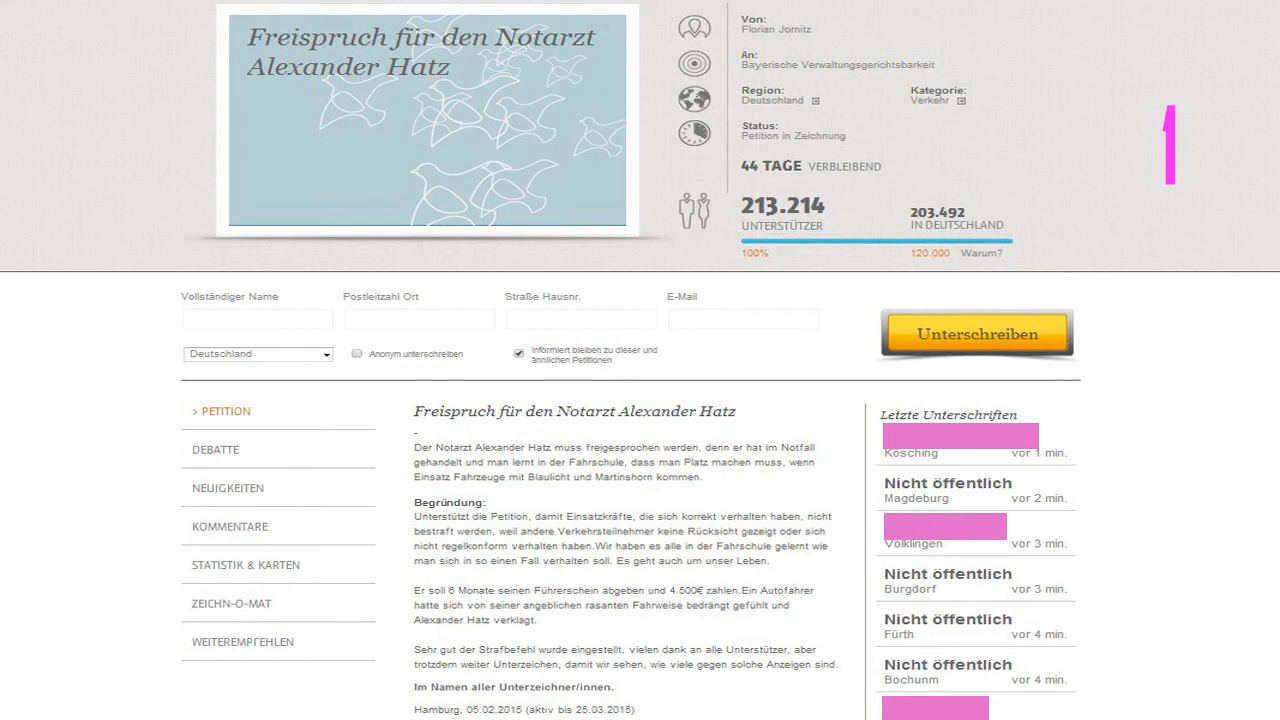 Freispruch für den Notarzt
Alexander Hatz
Von:
Florian Jornitz
An:
Bayerische Verwaltungsgerichtsbarkeit
Region:
Deutschland
Kategorie:
Verkehr
Status:
Petition in Zeichnung
44 TAGE VERBLEIBEND
213.214
UNTERSTÜTZER
203.492
IN DEUTSCHLAND
100%
120.000 Warum?
1
Vollständiger Name
Postleitzahl Ort
Straße Hausnr.
E-Mail
Deutschland
Anonym unterschreiben
Informiert bleiben zu dieser und
ähnlichen Petitionen
Unterschreiben
> PETITION
DEBATTE
NEUIGKEITEN
KOMMENTARE
STATISTIK & KARTEN
ZEICHN-O-MAT
WEITEREMPFEHLEN
Freispruch für den Notarzt Alexander Hatz
-
Der Notarzt Alexander Hatz muss freigesprochen werden, denn er hat im Notfall
gehandelt und man lernt in der Fahrschule, dass man Platz machen muss, wenn
Einsatz Fahrzeuge mit Blaulicht und Martinshorn kommen.
Begründung:
Unterstützt die Petition, damit Einsatzkräfte, die sich korrekt verhalten haben, nicht
bestraft werden, weil andere Verkehrsteilnehmer keine Rücksicht gezeigt oder sich
nicht regelkonform verhalten haben.Wir haben es alle in der Fahrschule gelernt wie
man sich in so einen Fall verhalten soll. Es geht auch um unser Leben.
Er soll 6 Monate seinen Führerschein abgeben und 4.500€ zahlen.Ein Autofahrer
hatte sich von seiner angeblichen rasanten Fahrweise bedrängt gefühlt und
Alexander Hatz verklagt.
Sehr gut der Strafbefehl wurde eingestellt, vielen dank an alle Unterstützer, aber
trotzdem weiter Unterzeichen, damit wir sehen, wie viele gegen solche Anzeigen sind.
Im Namen aller Unterzeichner/innen.
Hamburg, 05.02.2015 (aktiv bis 25.03.2015)
Letzte Unterschriften
Kösching vor 1 min.
Nicht öffentlich
Magdeburg vor 2 min.
Völklingen vor 3 min.
Nicht öffentlich
Burgdorf vor 3 min.
Nicht öffentlich
Fürth vor 4 min.
Nicht öffentlich
Bochunm vor 4 min.